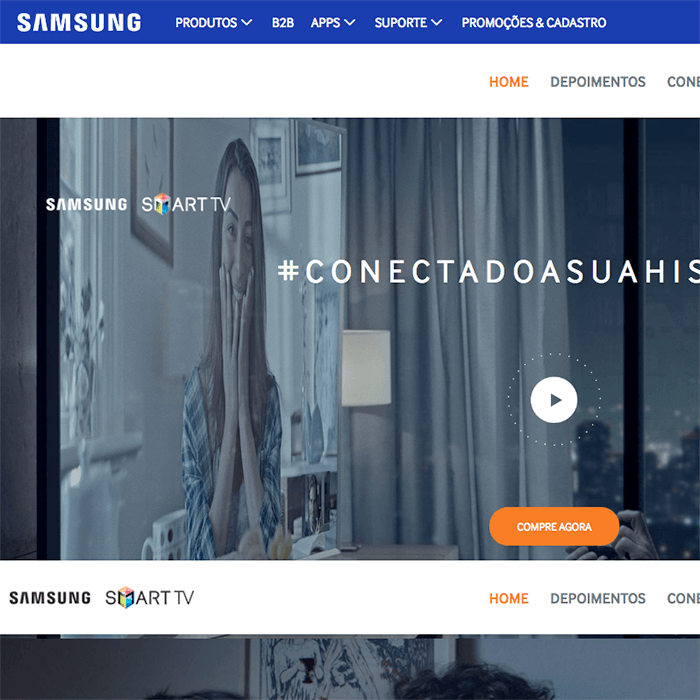 SAMSUNG PRODUTOS B2B APPS SUPORTE PROMOÇÕES & CADASTRO
HOME DEPOIMENTOS CONE
SAMSUNG SMART TV
#CONECTADOASUAHIS
COMPRE AGORA
SAMSUNG SMART TV HOME DEPOIMENTOS CONE